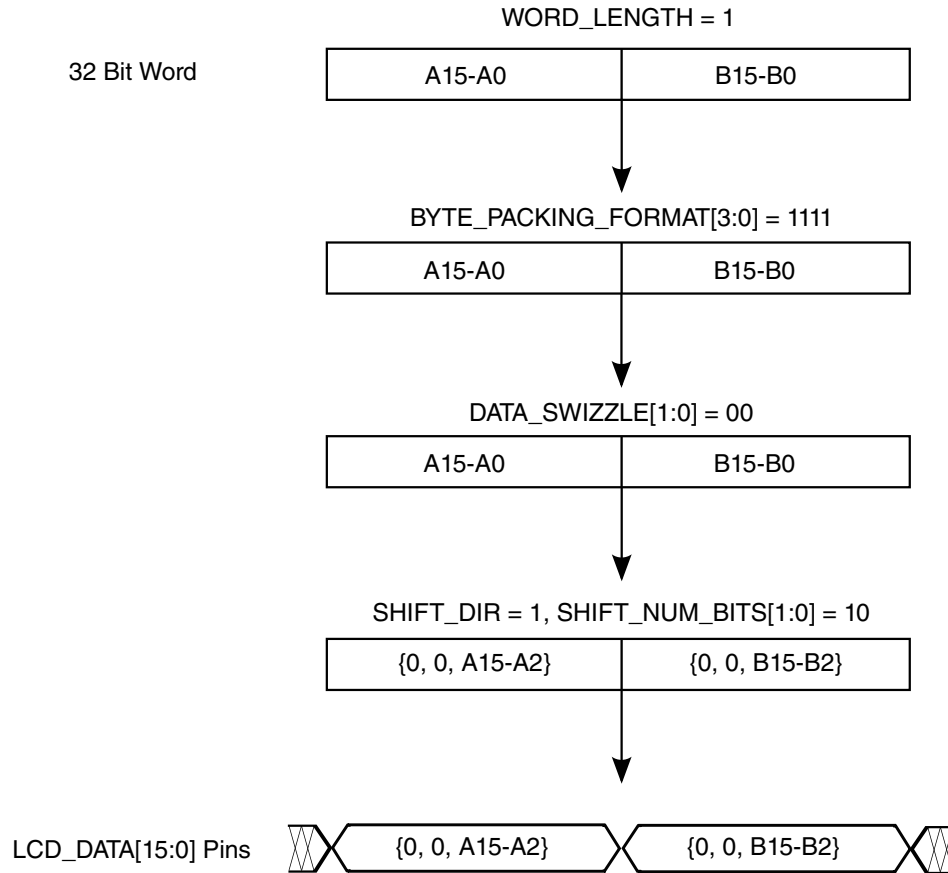 WORD_LENGTH = 1
32 Bit Word
A15-A0
B15-B0
BYTE_PACKING_FORMAT[3:0] = 1111
A15-A0
B15-B0
DATA_SWIZZLE[1:0] = 00
A15-A0
B15-B0
SHIFT_DIR = 1, SHIFT_NUM_BITS[1:0] = 10
{0, 0, A15-A2}
{0, 0, B15-B2}
LCD_DATA[15:0] Pins
{0, 0, A15-A2}
{0, 0, B15-B2}